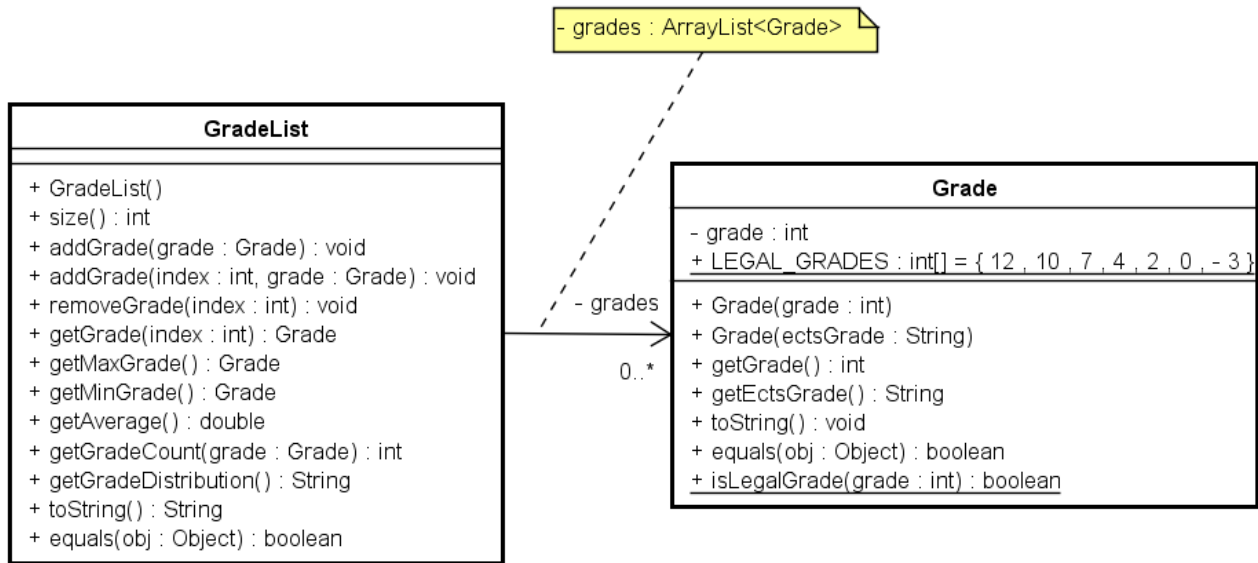 - grades : ArrayList<Grade>
GradeList
+ GradeList()
+ size() : int
+ addGrade(grade : Grade) : void
+ addGrade(index : int, grade : Grade) : void
+ removeGrade(index : int) : void
+ getGrade(index : int) : Grade
+ getMaxGrade() : Grade
+ getMinGrade() : Grade
+ getAverage() : double
+ getGradeCount(grade : Grade) : int
+ getGradeDistribution() : String
+ toString() : String
+ equals(obj : Object) : boolean
- grades
0..*
Grade
- grade : int
+ LEGAL_GRADES : int[] = { 12 , 10 , 7 , 4 , 2 , 0 , - 3 }
+ Grade(grade : int)
+ Grade(ectsGrade : String)
+ getGrade() : int
+ getEctsGrade() : String
+ toString() : void
+ equals(obj : Object) : boolean
+ isLegalGrade(grade : int) : boolean